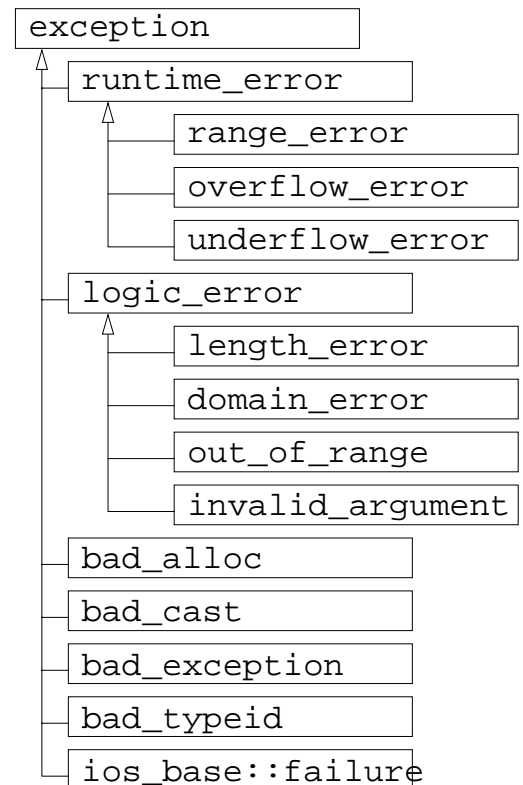 exception
runtime_error
range_error
overflow_error
underflow_error
logic_error
length_error
domain_error
out_of_range
invalid_argument
bad_alloc
bad_cast
bad_exception
bad_typeid
ios_base::failure